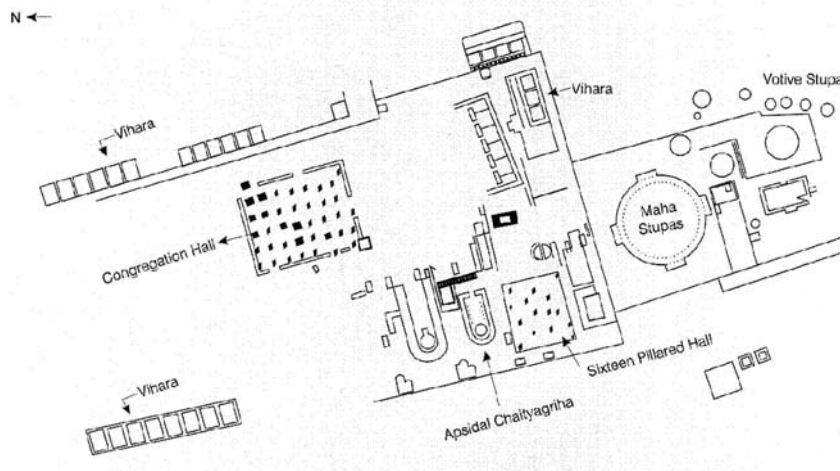 N
Votive Stupa
Vihara
Vihara
Maha
Stupas
Congregation Hall
Sixteen Pillared Hall
Vihara
Apsidal Chaityagriha